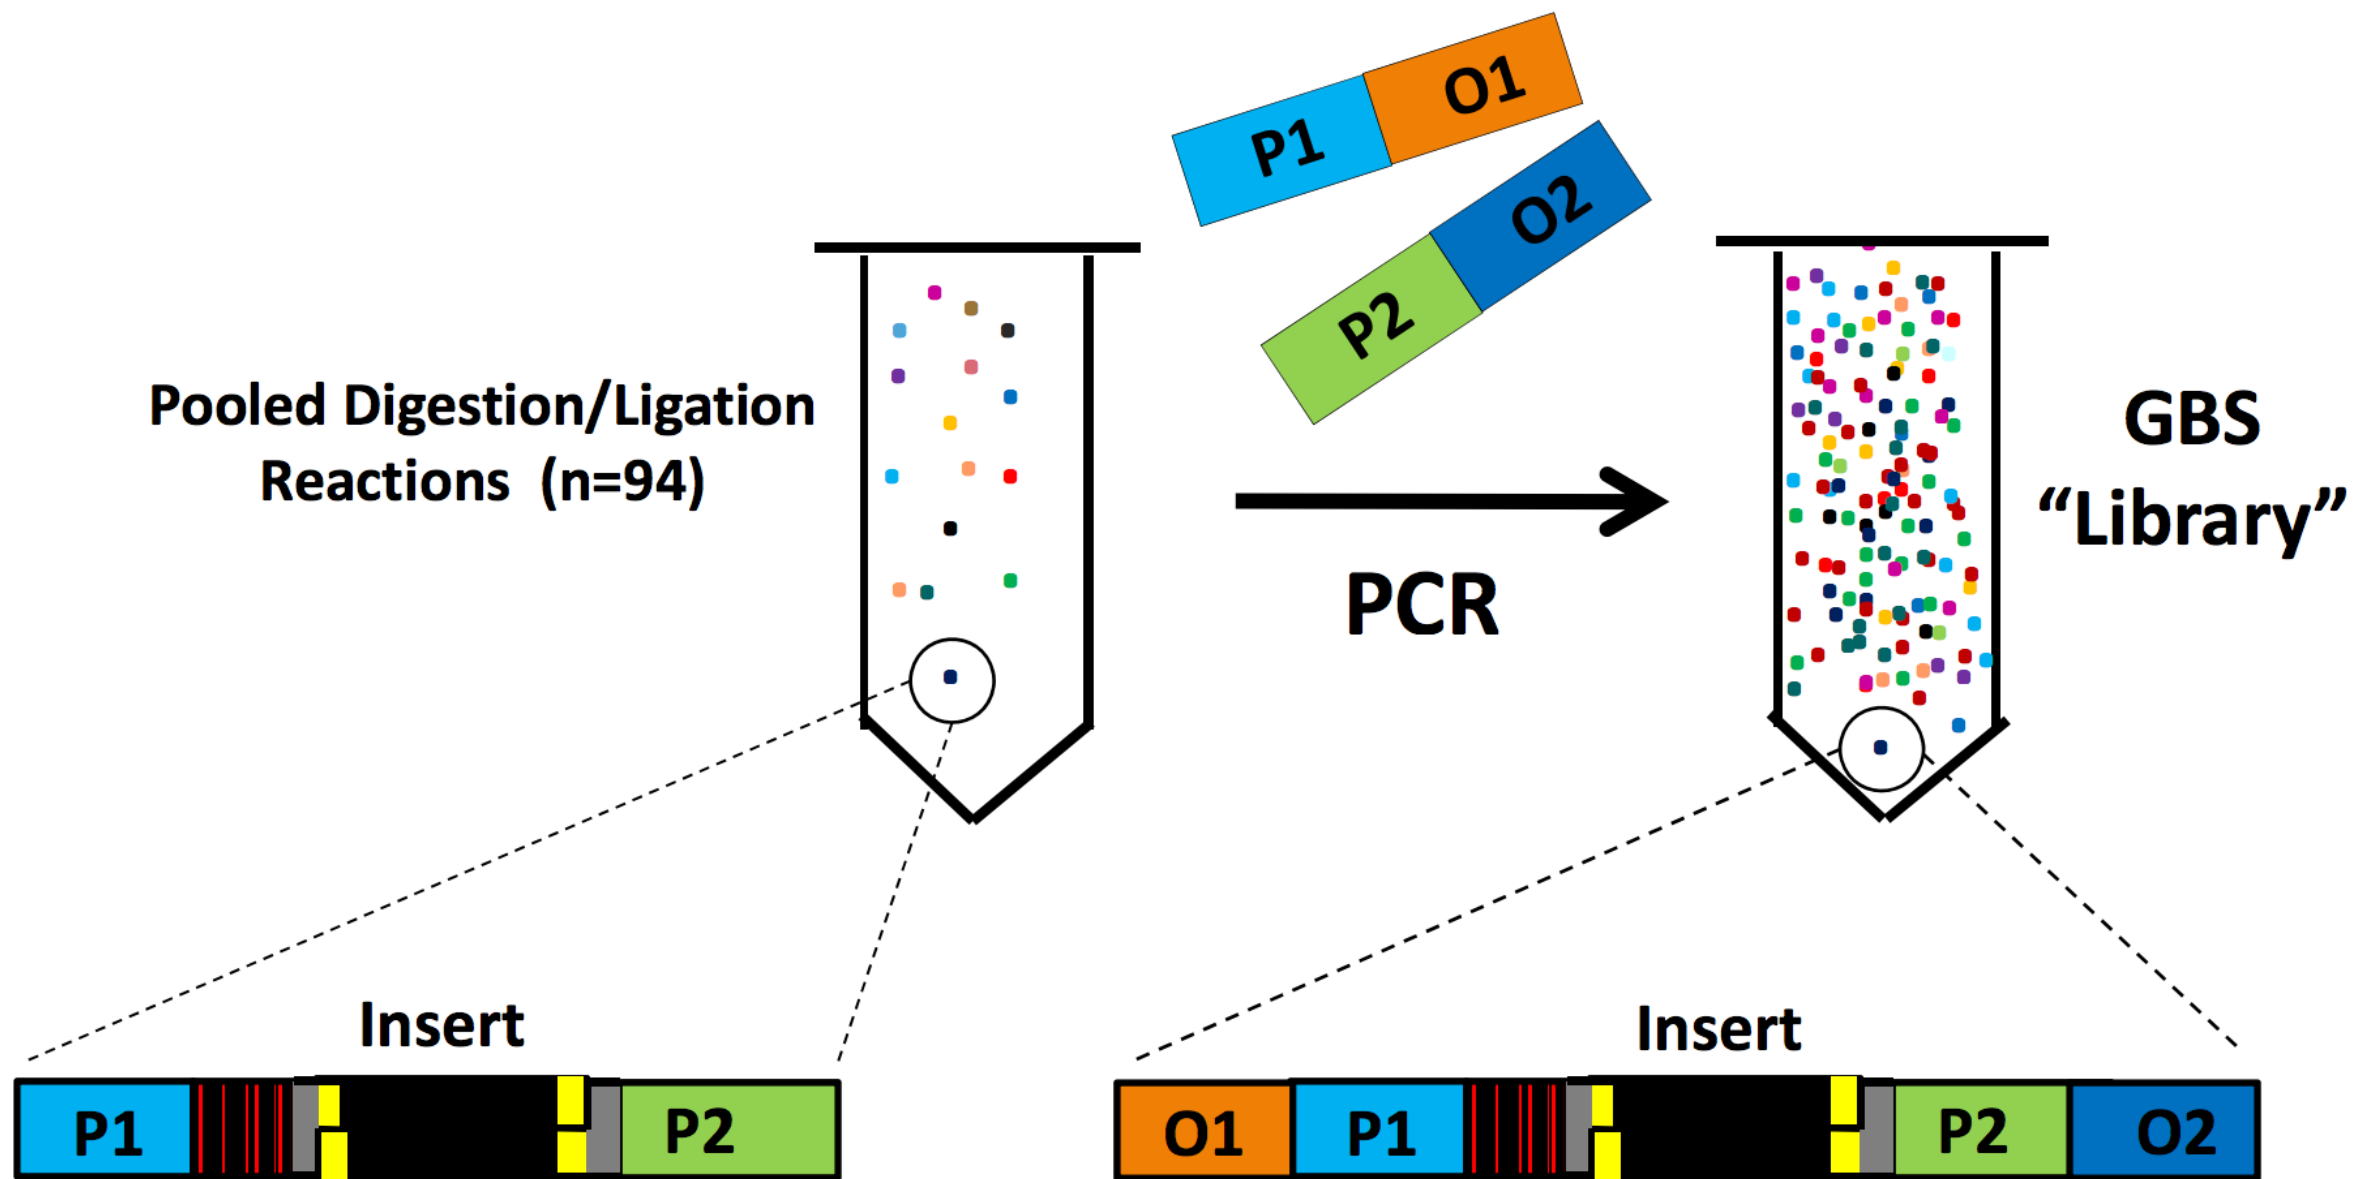 P1 O1
P2 O2
Pooled Digestion/Ligation
Reactions (n=94)
PCR
GBS
“Library”
Insert
P1 P2
Insert
O1 P1 P2 O2